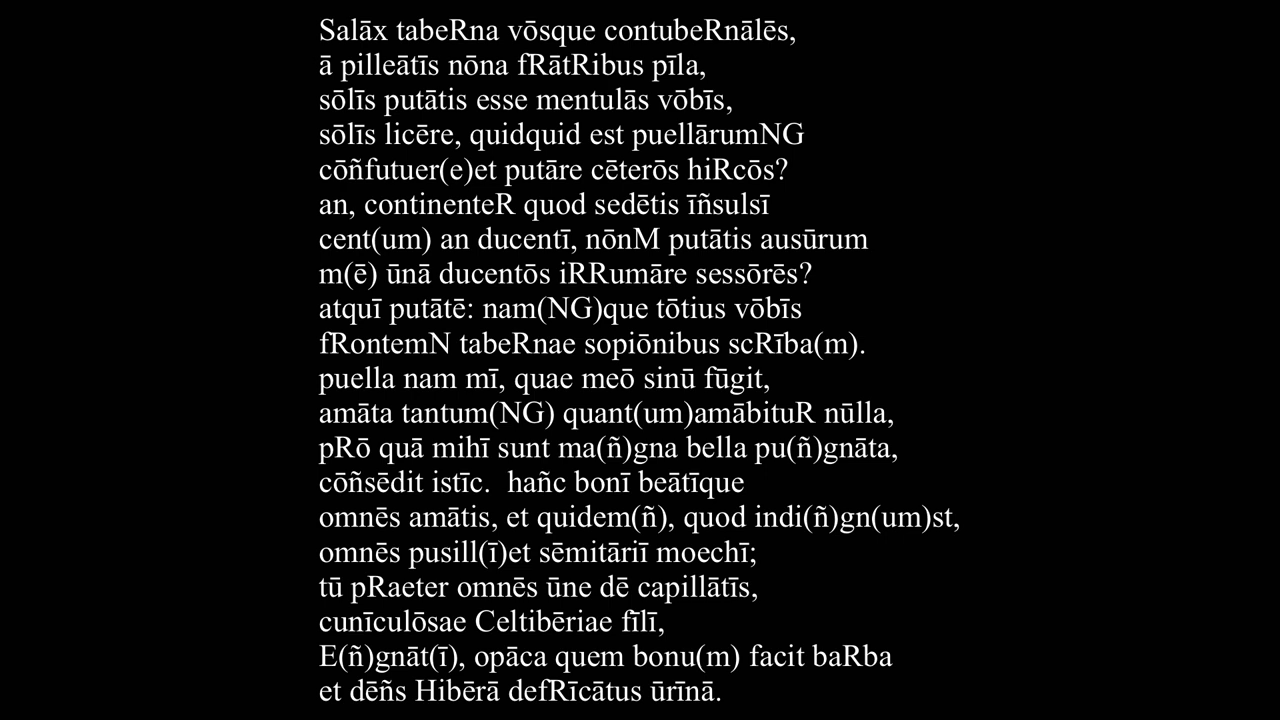 Salāx tabeRna vōsque contubeRnālēs,
ā pilleātīs nōna fRātRibus pīla,
sōlīs putātis esse mentulās vōbīs,
sōlīs licēre, quidquid est puellārumNG
cōñfutuer(e)et putāre cēterōs hiRcōs?
an, continenteR quod sedētis īñsulsī
cent(um) an ducentī, nōnM putātis ausūrum
m(ē) ūnā ducentōs iRRumāre sessōrēs?
atquī putātē: nam(NG)que tōtius vōbīs
fRontemN tabeRnae sopiōnibus scRība(m).
puella nam mī, quae meō sinū fūgit,
amāta tantum(NG) quant(um)amābituR nūlla,
pRō quā mihī sunt ma(ñ)gna bella pu(ñ)gnāta,
cōñsēdit istīc.  hañc bonī beātīque
omnēs amātis, et quidem(ñ), quod indi(ñ)gn(um)st,
omnēs pusill(ī)et sēmitāriī moechī;
tū pRaeter omnēs ūne dē capillātīs,
cunīculōsae Celtibēriae fīlī,
E(ñ)gnāt(ī), opāca quem bonu(m) facit baRba
et dēñs Hibērā defRīcātus ūrīnā.